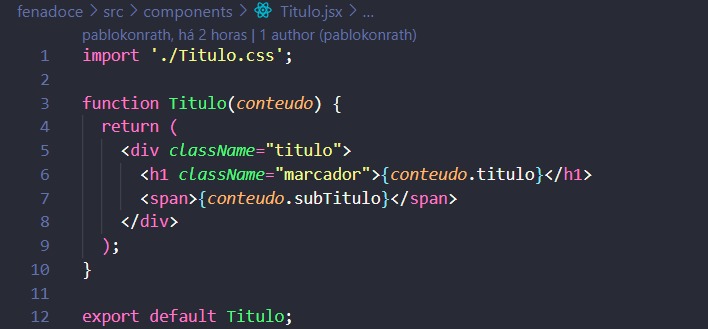 fenadoce > src > components > Titulo.jsx > ...
pablokonrath, há 2 horas | 1 author (pablokonrath)
1 import './Titulo.css';
2
3 function Titulo(conteudo) {
4   return (
5     <div className="titulo">
6       <h1 className="marcador">{conteudo.titulo}</h1>
7       <span>{conteudo.subTitulo}</span>
8     </div>
9   );
10 }
11
12 export default Titulo;